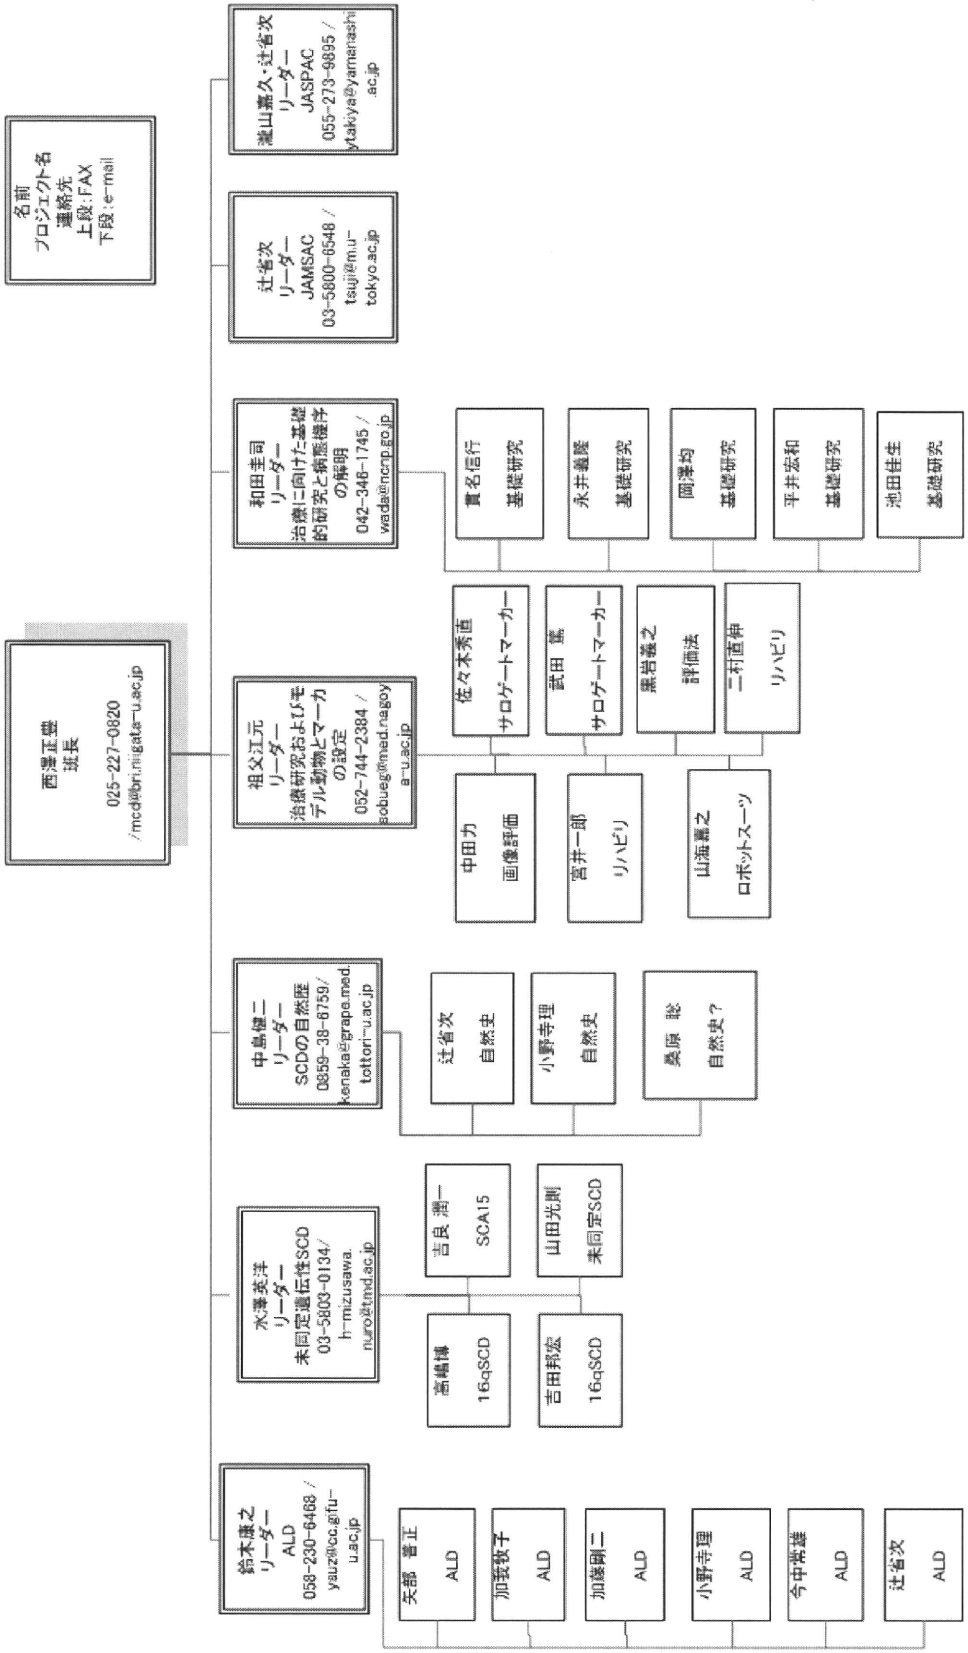 名前
プロジェクト名
連絡先
上段:FAX
下段:e-mail
西澤正豊
班長
025-227-0820
/mcd@bri.niigata-u.ac.jp
鈴木康之
リーダー
ALD
058-230-6468 /
ysuz@cc.gifu-
u.ac.jp
矢部 普正
ALD
加我牧子
ALD
加藤剛二
ALD
小野寺理
ALD
今中常雄
ALD
辻省次
ALD
水澤英洋
リーダー
未同定遺伝性SCD
03-5803-0134/
h-mizusawa.
nuro@tmd.ac.jp
高嶋博
16qSCD
吉良 潤一
SCA15
吉田邦宏
16qSCD
山田光則
未同定SCD
中島健二
リーダー
SCDの自然歴
0859-38-6759/
kenaka@grape.med.
tottori-u.ac.jp
辻省次
自然史
小野寺理
自然史
桑原 聡
自然史?
祖父江元
リーダー
治療研究およびモ
デル動物とマーカ
の設定
052-744-2384 /
sobueg@med.nagoy
a-u.ac.jp
中田力
画像評価
佐々木秀直
サロゲートマーカー
宮井一郎
リハビリ
武田 篤
サロゲートマーカー
黒岩義之
評価法
山海嘉之
ロボットスーツ
二村直伸
リハビリ
和田圭司
リーダー
治療に向けた基礎
的研究と病態機序
の解明
042-346-1745 /
wada@ncnp.go.jp
貫名信行
基礎研究
永井義隆
基礎研究
岡澤均
基礎研究
平井宏和
基礎研究
池田佳生
基礎研究
辻省次
リーダー
JAMSAC
03-5800-6548 /
tsuji@m.u-
tokyo.ac.jp
瀧山嘉久・辻省次
リーダー
JASPAC
055-273-9895 /
ytakiya@yamanashi
.ac.jp